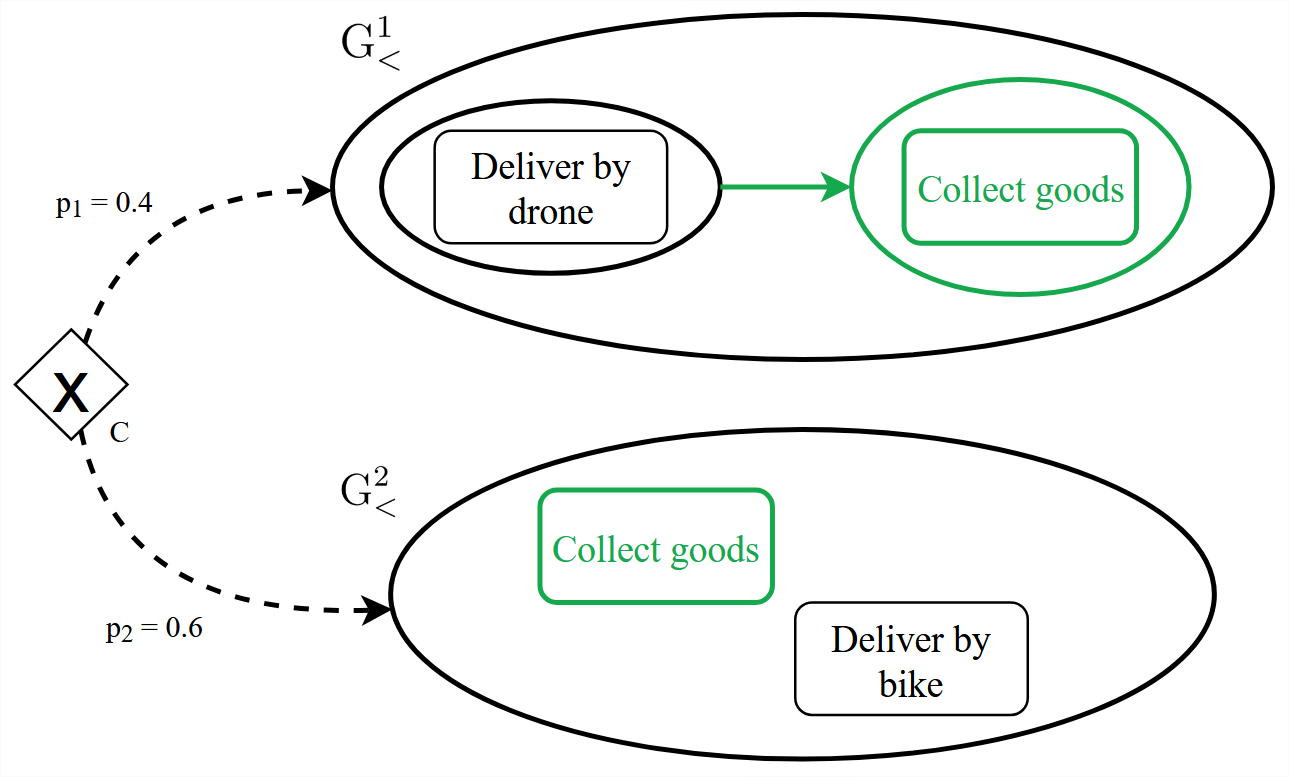 G¹<
Deliver by
drone
Collect goods
p₁ = 0.4
X
C
G²<
Collect goods
Deliver by
bike
p₂ = 0.6